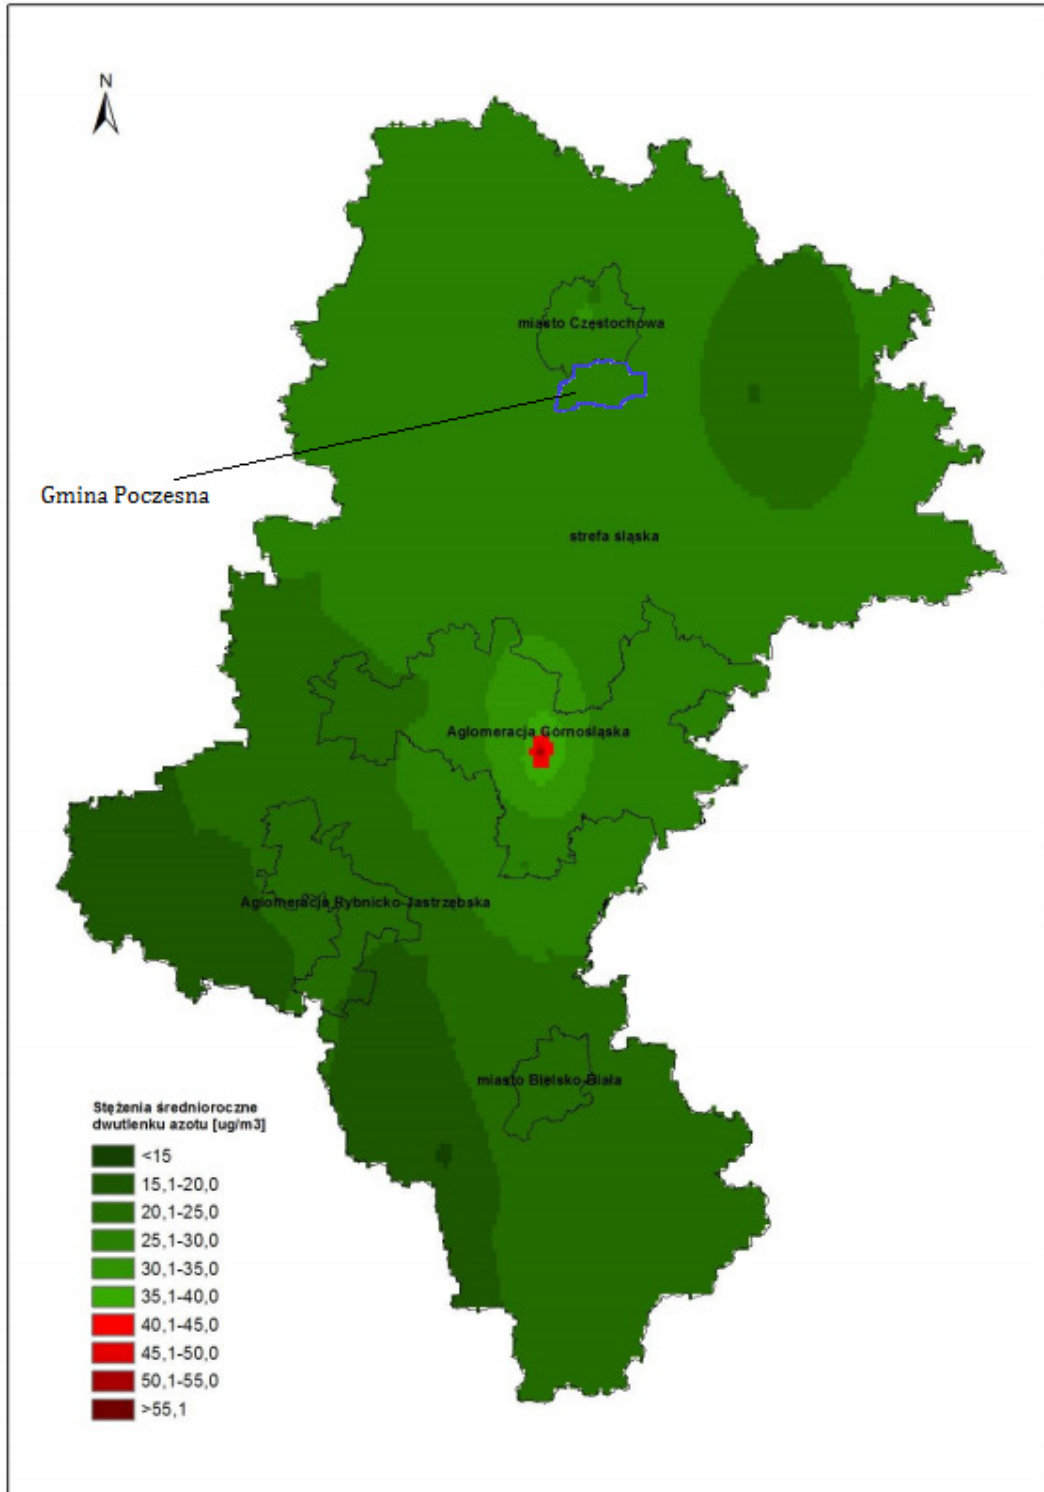 N
miasto Częstochowa
Gmina Poczesna
strefa śląska
Aglomeracja Górnośląska
Aglomeracja Rybnicko-Jastrzębska
miasto Bielsko-Biała
Stężenia średnioroczne
dwutlenku azotu [ug/m3]
<15
15,1-20,0
20,1-25,0
25,1-30,0
30,1-35,0
35,1-40,0
40,1-45,0
45,1-50,0
50,1-55,0
>55,1